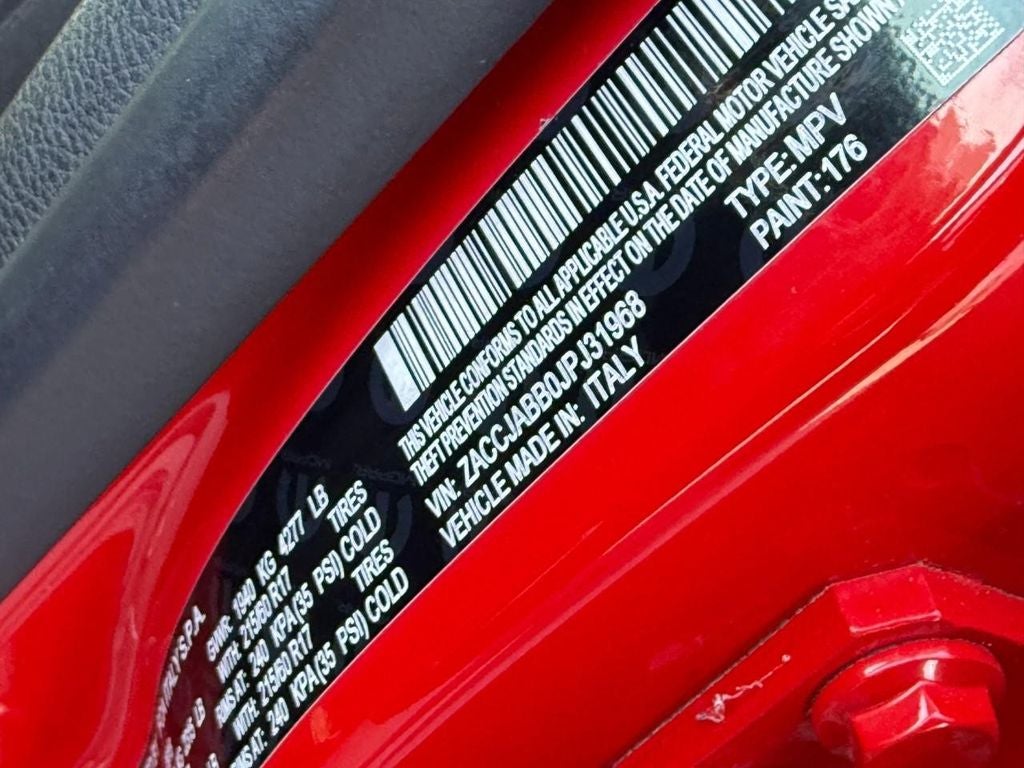 ITALY S.P.A.
GVWR: 1940 KG 4277 LB
WITH: 215/60 R17 TIRES
RIMS AT: 240 KPA(35 PSI) COLD
WITH: 215/60 R17 TIRES
RIMS AT: 240 KPA(35 PSI) COLD
THIS VEHICLE CONFORMS TO ALL APPLICABLE U.S.A. FEDERAL MOTOR VEHICLE
THEFT PREVENTION STANDARDS IN EFFECT ON THE DATE OF MANUFACTURE SHOWN
VIN: ZACCJABB0JPJ31968
TYPE: MPV
VEHICLE MADE IN: ITALY
PAINT: 176